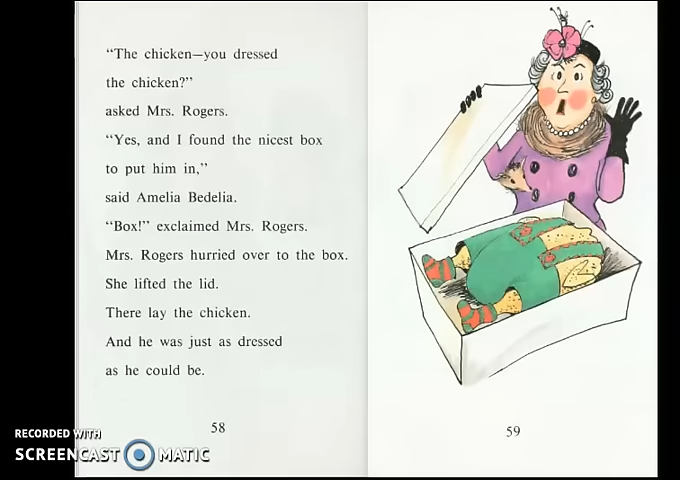 “The chicken—you dressed
the chicken?”
asked Mrs. Rogers.
“Yes, and I found the nicest box
to put him in,”
said Amelia Bedelia.
“Box!” exclaimed Mrs. Rogers.
Mrs. Rogers hurried over to the box.
She lifted the lid.
There lay the chicken.
And he was just as dressed
as he could be.
58
59
RECORDED WITH
SCREENCAST MATIC